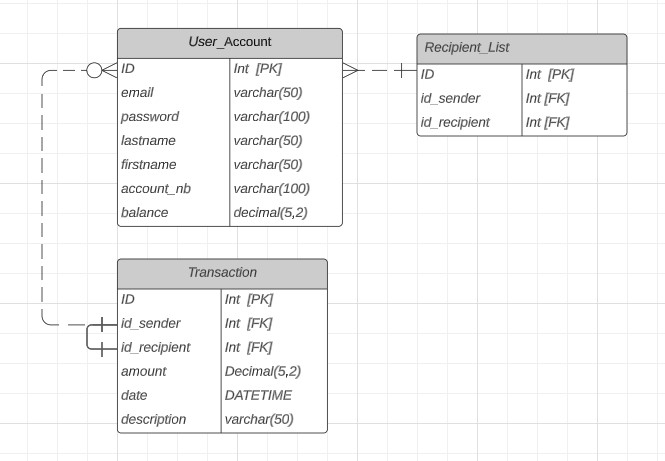 User_Account
ID Int [PK]
email varchar(50)
password varchar(100)
lastname varchar(50)
firstname varchar(50)
account_nb varchar(100)
balance decimal(5,2)
Recipient_List
ID Int [PK]
id_sender Int [FK]
id_recipient Int [FK]
Transaction
ID Int [PK]
id_sender Int [FK]
id_recipient Int [FK]
amount Decimal(5,2)
date DATETIME
description varchar(50)